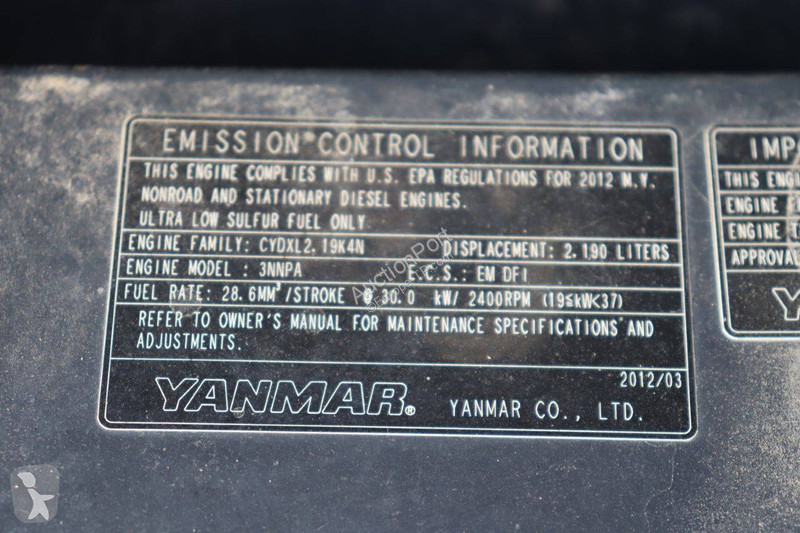 EMISSION CONTROL INFORMATION
THIS ENGINE COMPLIES WITH U.S. EPA REGULATIONS FOR 2012 M.Y.
NONROAD AND STATIONARY DIESEL ENGINES.
ULTRA LOW SULFUR FUEL ONLY
ENGINE FAMILY: CYDXL2.19K4N DISPLACEMENT: 2.190 LITERS
ENGINE MODEL : 3NNPA E.C.S.: EM DFI
FUEL RATE: 28.6MM³/STROKE @ 30.0 kW/ 2400RPM (19≤kW<37)
REFER TO OWNER'S MANUAL FOR MAINTENANCE SPECIFICATIONS AND
ADJUSTMENTS.
2012/03
YANMAR® YANMAR CO., LTD.
THIS
ENGINE
ENGINE
APPROVAL
AuctionPort